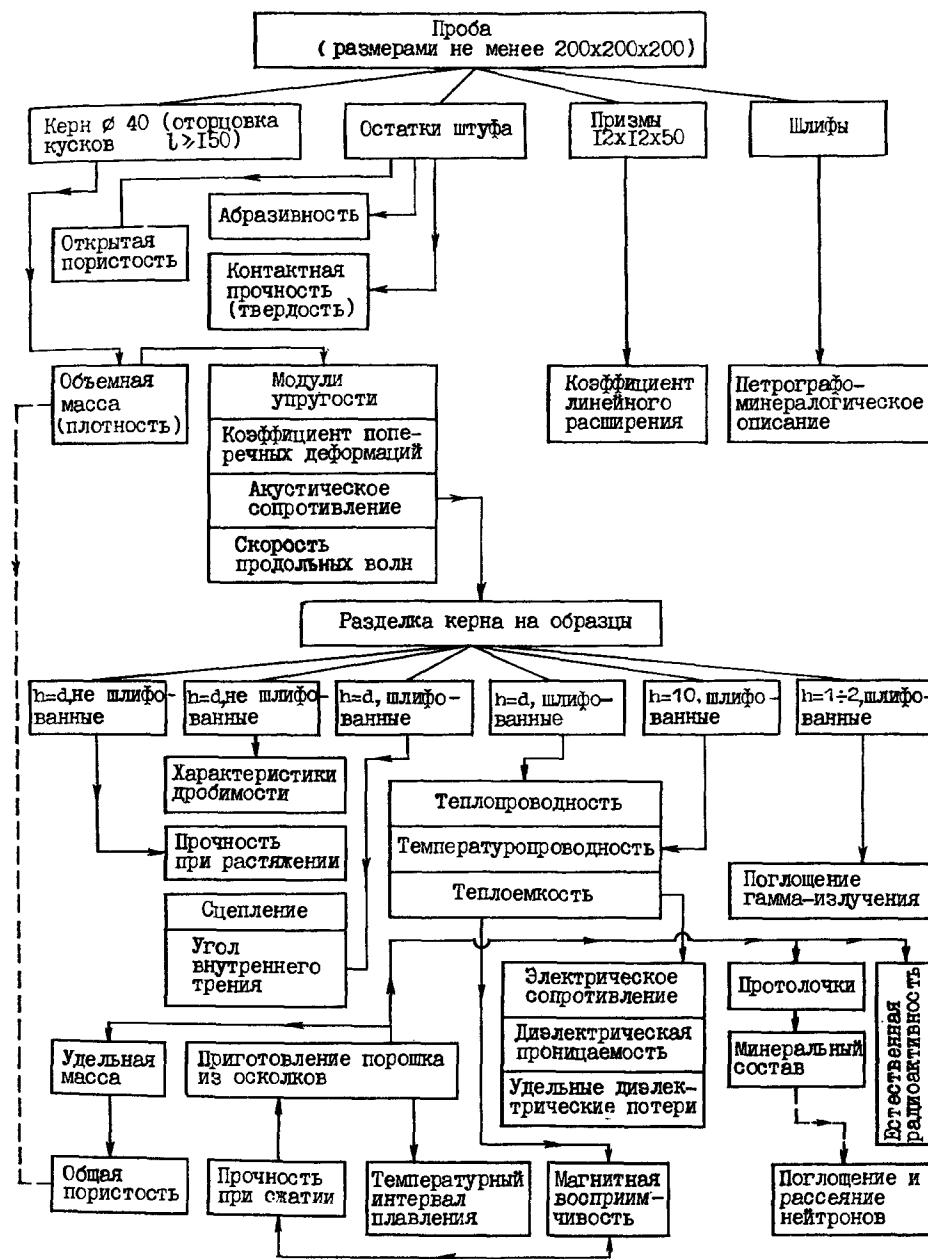 Проба
( размерами не менее 200х200х200)
Керн ø 40 (оторцовка
кусков l⩾150)
Остатки штуфа
Призмы
12х12х50
Шлифы
Абразивность
Открытая
пористость
Контактная
прочность
(твердость)
Объемная
масса
(плотность)
Модули
упругости
Коэффициент попе-
речных деформаций
Акустическое
сопротивление
Скорость
продольных волн
Коэффициент
линейного
расширения
Петрографо-
минералогическое
описание
Разделка керна на образцы
h=d,не шлифо-
ванные
h=d,не шлифо-
ванные
h=d, шлифо-
ванные
h=d, шлифо-
ванные
h=10, шлифо-
ванные
h=1÷2,шлифо-
ванные
Характеристики
дробимости
Прочность
при растяжении
Сцепление
Угол
внутреннего
трения
Теплопроводность
Температуропроводность
Теплоемкость
Поглощение
гамма-излучения
Электрическое
сопротивление
Диэлектрическая
проницаемость
Удельные диэлек-
трические потери
Протолочки
Минеральный
состав
Естественная
радиоактивность
Удельная
масса
Приготовление порошка
из осколков
Общая
пористость
Прочность
при сжатии
Температурный
интервал
плавления
Магнитная
восприим-
чивость
Поглощение и
рассеяние
нейтронов